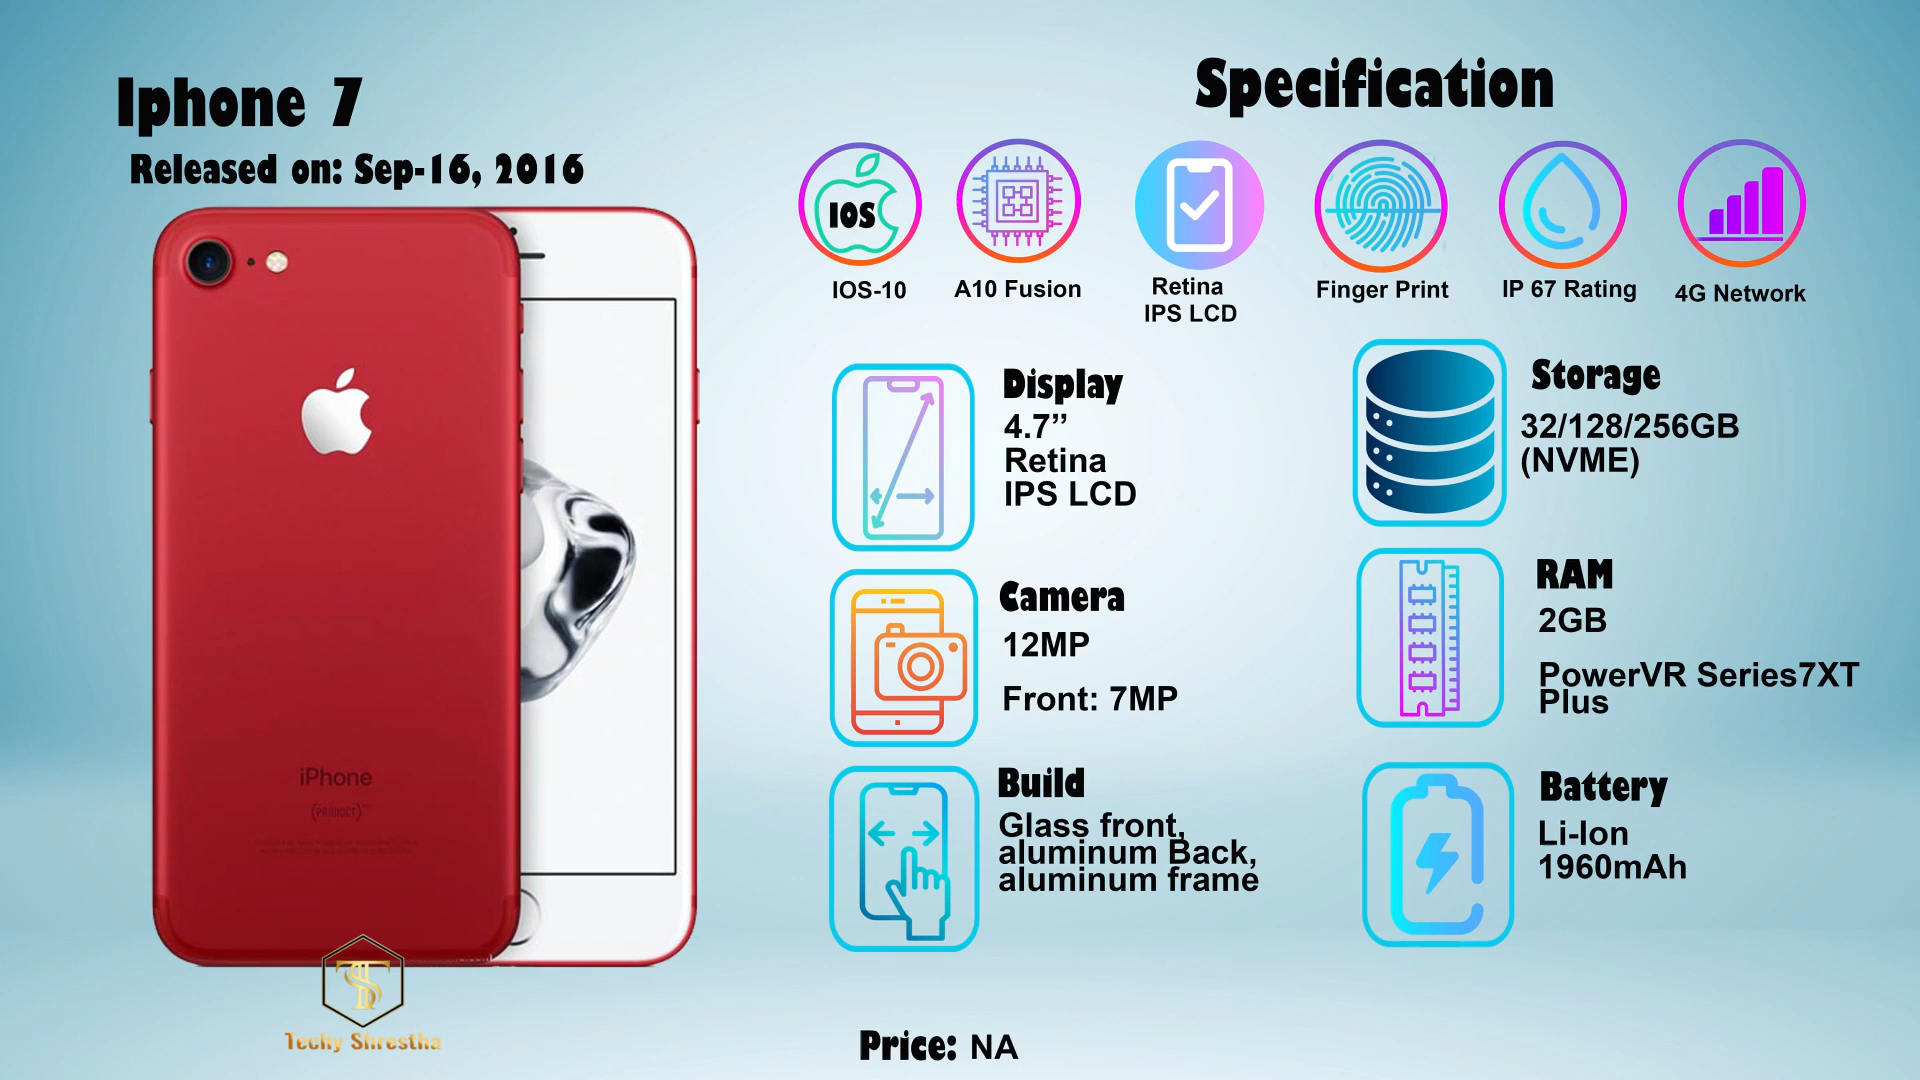 Iphone 7
Released on: Sep-16, 2016
iPhone
(PRODUCT)
Techy Shrestha
Specification
IOS
IOS-10
A10 Fusion
Retina
IPS LCD
Finger Print
IP 67 Rating
4G Network
Display
4.7”
Retina
IPS LCD
Storage
32/128/256GB
(NVME)
Camera
12MP
Front: 7MP
RAM
2GB
PowerVR Series7XT
Plus
Build
Glass front,
aluminum Back,
aluminum frame
Battery
Li-Ion
1960mAh
Price: NA